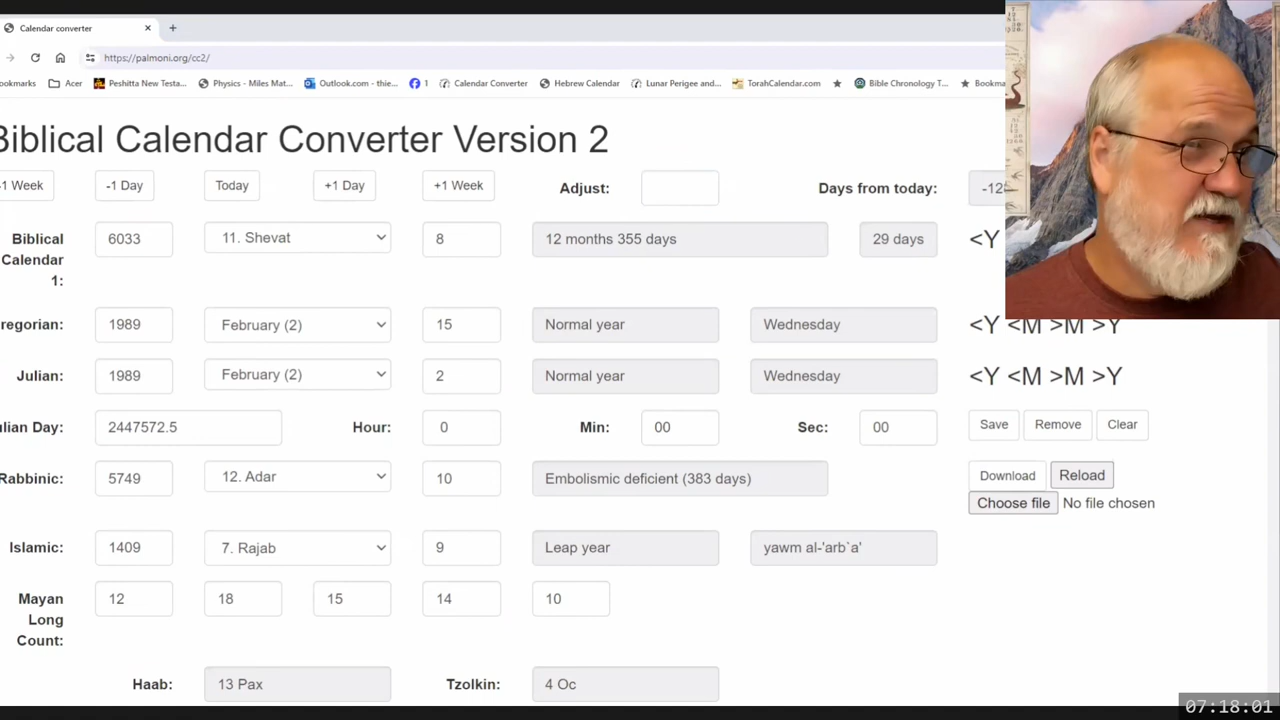 Calendar converter
https://palmoni.org/cc2/
ookmarks Acer Peshitta New Testa... Physics - Miles Mat... Outlook.com - thie... 1 Calendar Converter Hebrew Calendar Lunar Perigee and... TorahCalendar.com Bible Chronology T... Bookma
Biblical Calendar Converter Version 2
-1 Week -1 Day Today +1 Day +1 Week Adjust: Days from today: -12
Biblical Calendar 1: 6033 11. Shevat 8 12 months 355 days 29 days <Y
regorian: 1989 February (2) 15 Normal year Wednesday <Y <M >M >Y
Julian: 1989 February (2) 2 Normal year Wednesday <Y <M >M >Y
ulian Day: 2447572.5 Hour: 0 Min: 00 Sec: 00 Save Remove Clear
Rabbinic: 5749 12. Adar 10 Embolismic deficient (383 days) Download Reload
Choose file No file chosen
Islamic: 1409 7. Rajab 9 Leap year yawm al-'arb`a'
Mayan Long Count: 12 18 15 14 10
Haab: 13 Pax Tzolkin: 4 Oc
07:18:01